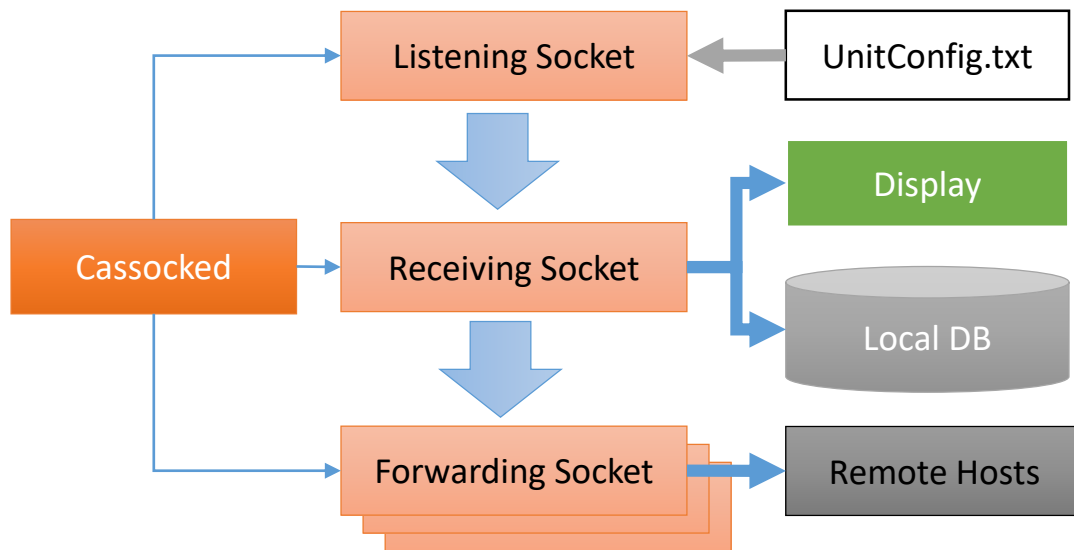 Listening Socket
UnitConfig.txt
Display
Cassocked
Receiving Socket
Local DB
Forwarding Socket
Remote Hosts